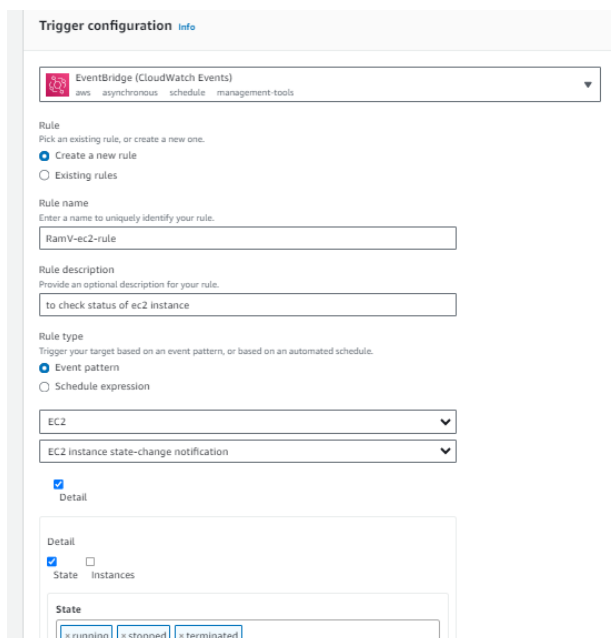 Trigger configuration Info
EventBridge (CloudWatch Events)
aws asynchronous schedule management-tools
Rule
Pick an existing rule, or create a new one.
Create a new rule
Existing rules
Rule name
Enter a name to uniquely identify your rule.
RamV-ec2-rule
Rule description
Provide an optional description for your rule.
to check status of ec2 instance
Rule type
Trigger your target based on an event pattern, or based on an automated schedule.
Event pattern
Schedule expression
EC2
EC2 instance state-change notification
Detail
Detail
State Instances
State
× running × stopped × terminated